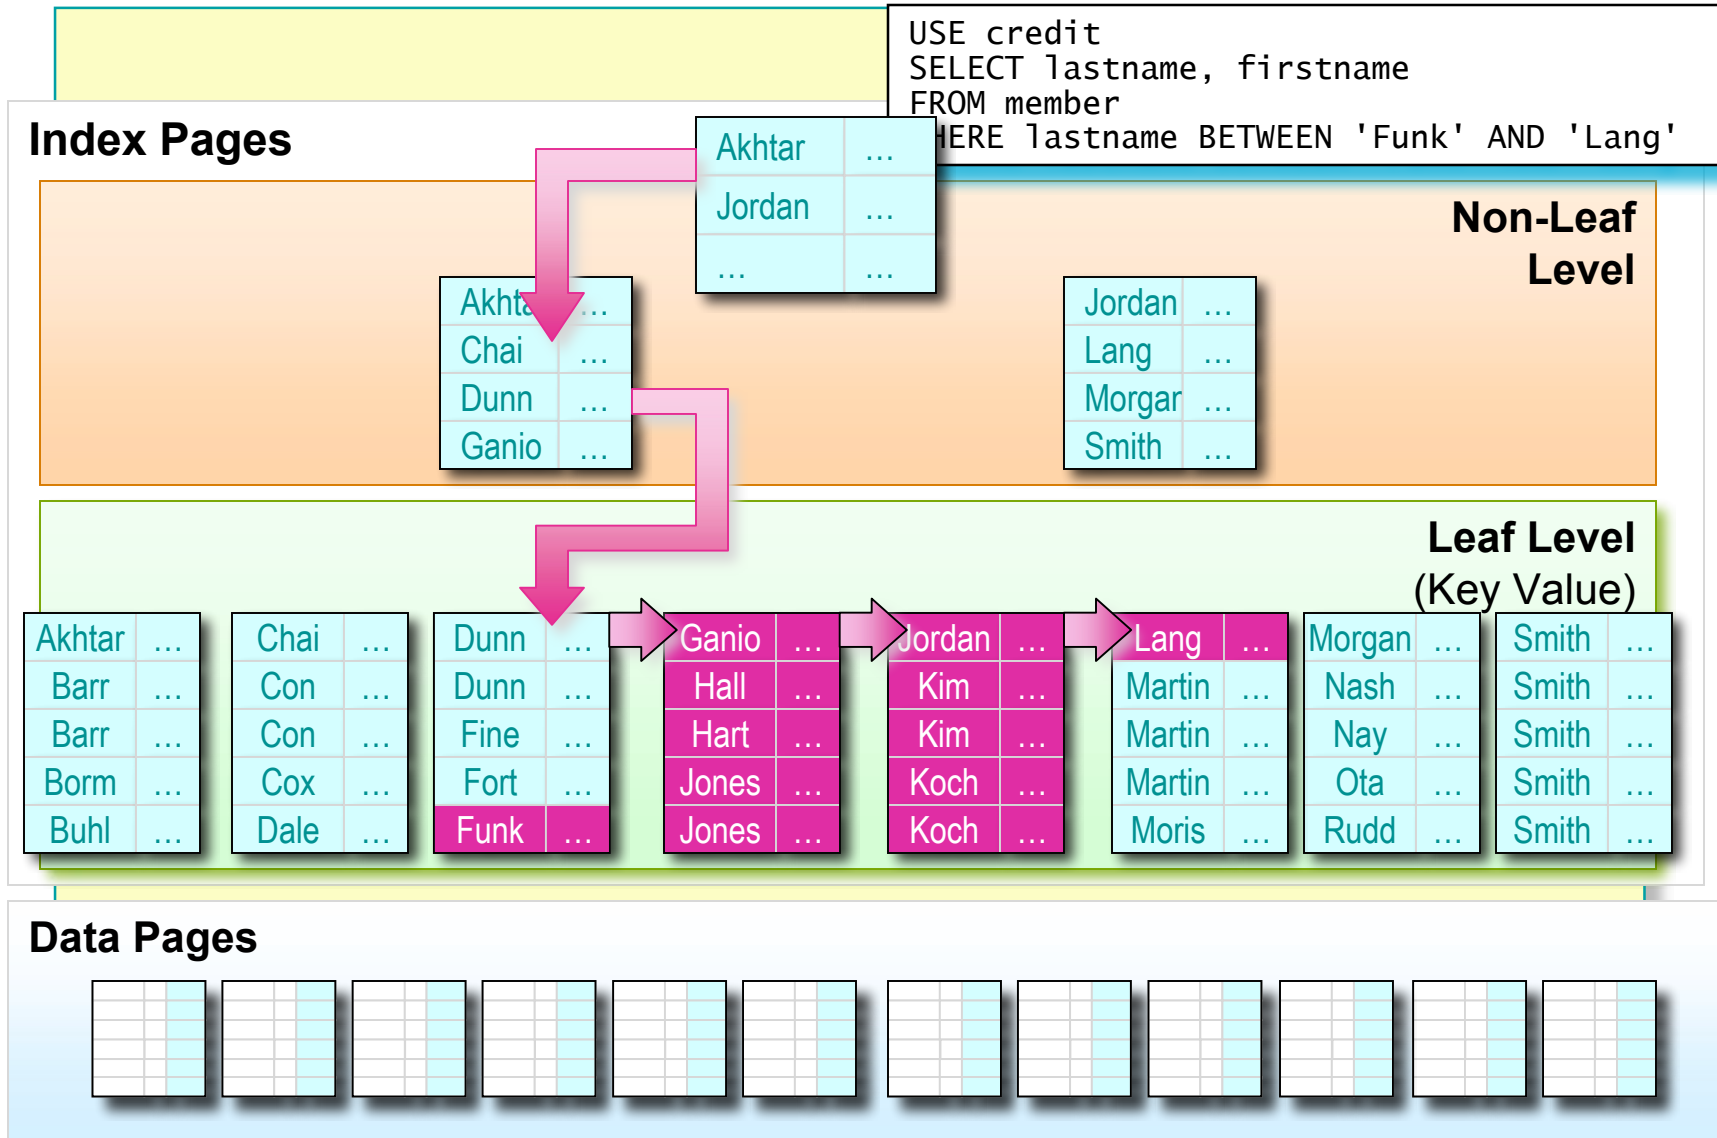 USE credit
SELECT lastname, firstname
FROM member
HERE lastname BETWEEN 'Funk' AND 'Lang'
Index Pages
Akhtar …
Jordan …
… …
Non-Leaf
Level
Akhta …
Chai …
Dunn …
Ganio …
Jordan …
Lang …
Morgan …
Smith …
Leaf Level
(Key Value)
Akhtar …
Barr …
Barr …
Borm …
Buhl …
Chai …
Con …
Con …
Cox …
Dale …
Dunn …
Dunn …
Fine …
Fort …
Funk …
Ganio …
Hall …
Hart …
Jones …
Jones …
Jordan …
Kim …
Kim …
Koch …
Koch …
Lang …
Martin …
Martin …
Martin …
Moris …
Morgan …
Nash …
Nay …
Ota …
Rudd …
Smith …
Smith …
Smith …
Smith …
Smith …
Data Pages